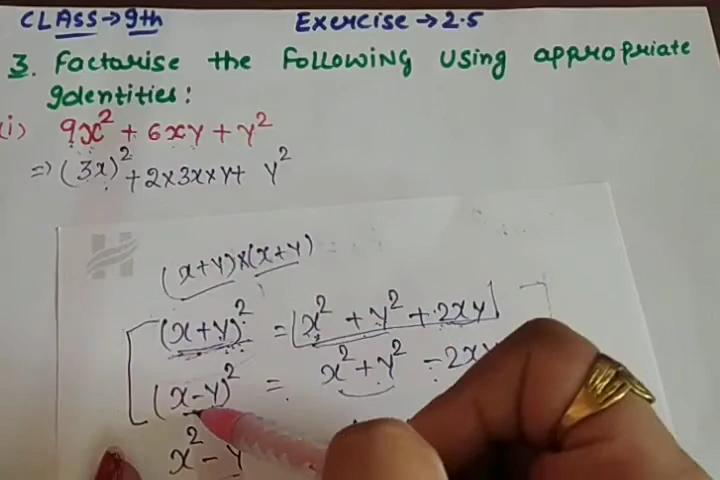 CLASS→9th Exercise→2.5
3. Factorise the following using appropriate
Identities:
(i) 9x² + 6xy + y²
⇒ (3x)² + 2×3x×y + y²
(x+y)×(x+y)
(x+y)² = x² + y² + 2xy
(x-y)² = x² + y² - 2xy
x² - y